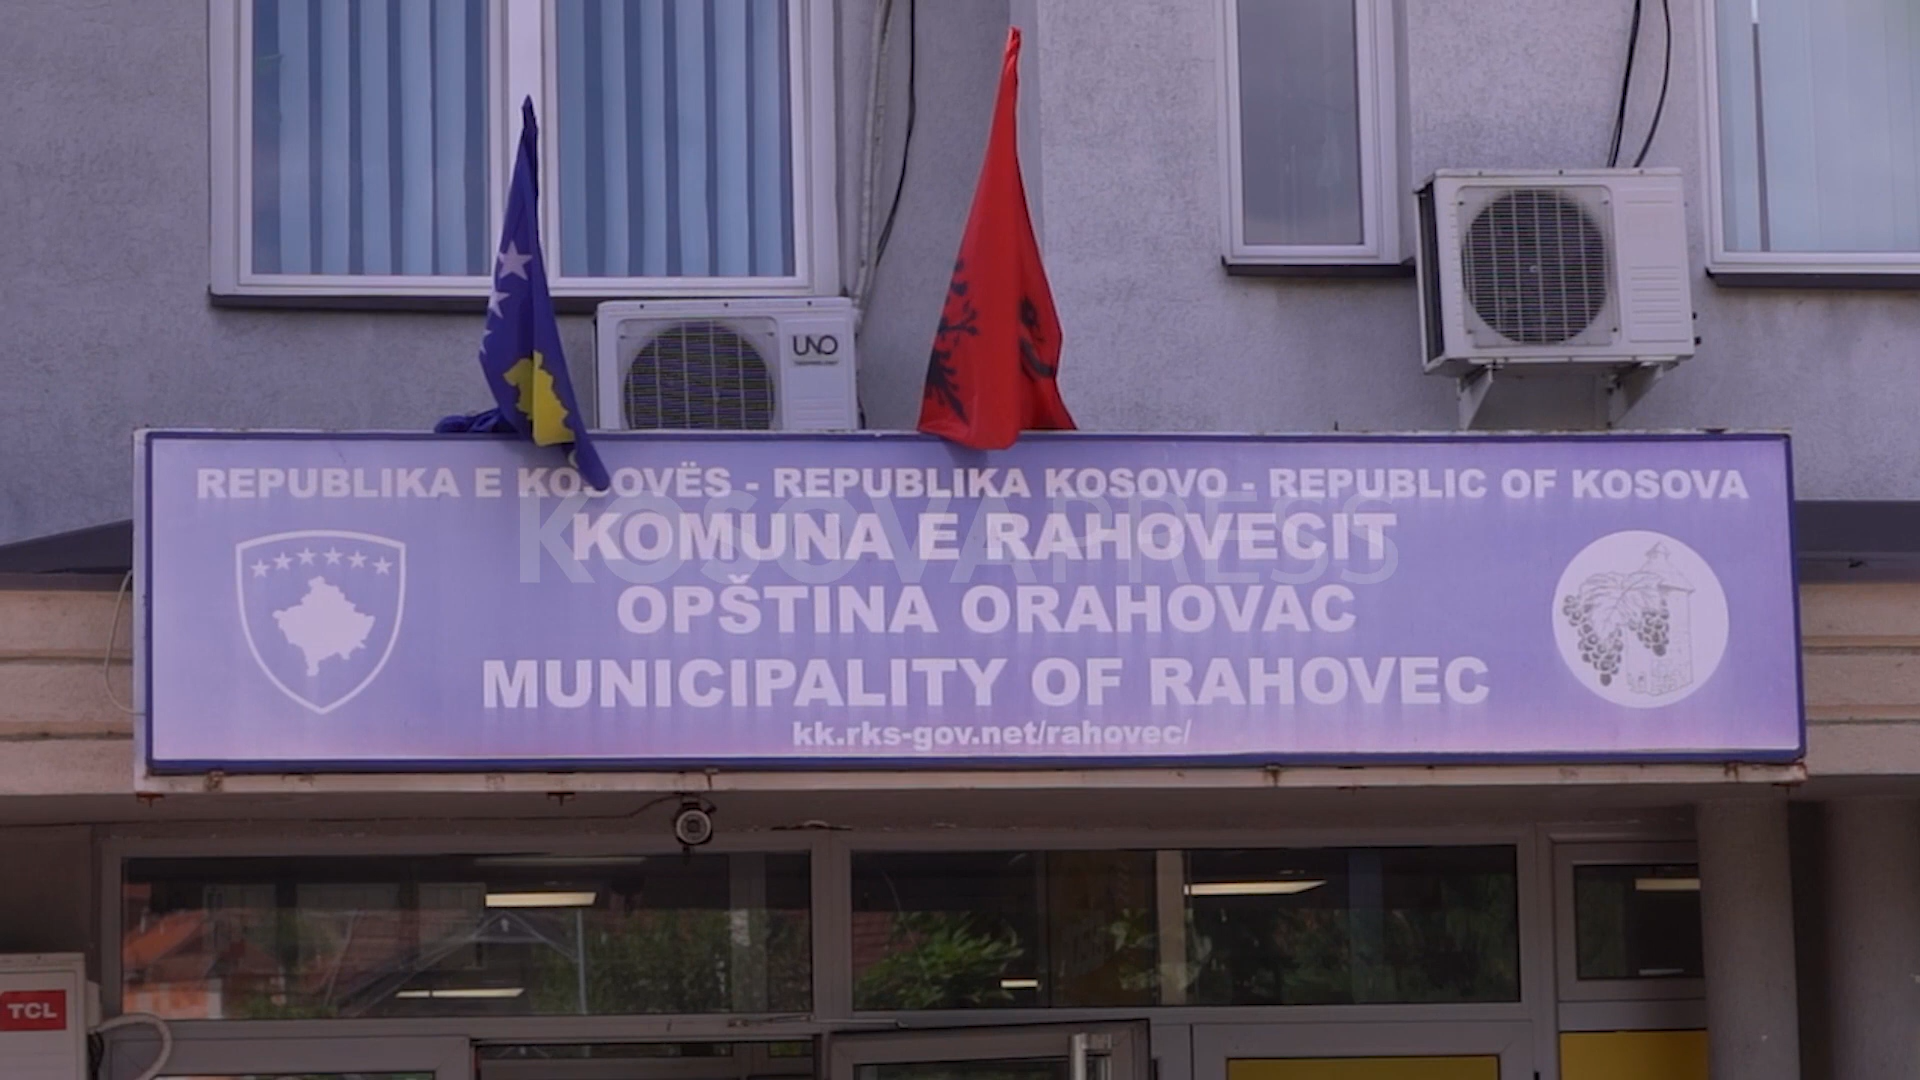 UNO
REPUBLIKA E KOSOVËS - REPUBLIKA KOSOVO - REPUBLIC OF KOSOVA
KOSOVAPRESS
KOMUNA E RAHOVECIT
OPŠTINA ORAHOVAC
MUNICIPALITY OF RAHOVEC
kk.rks-gov.net/rahovec/
TCL